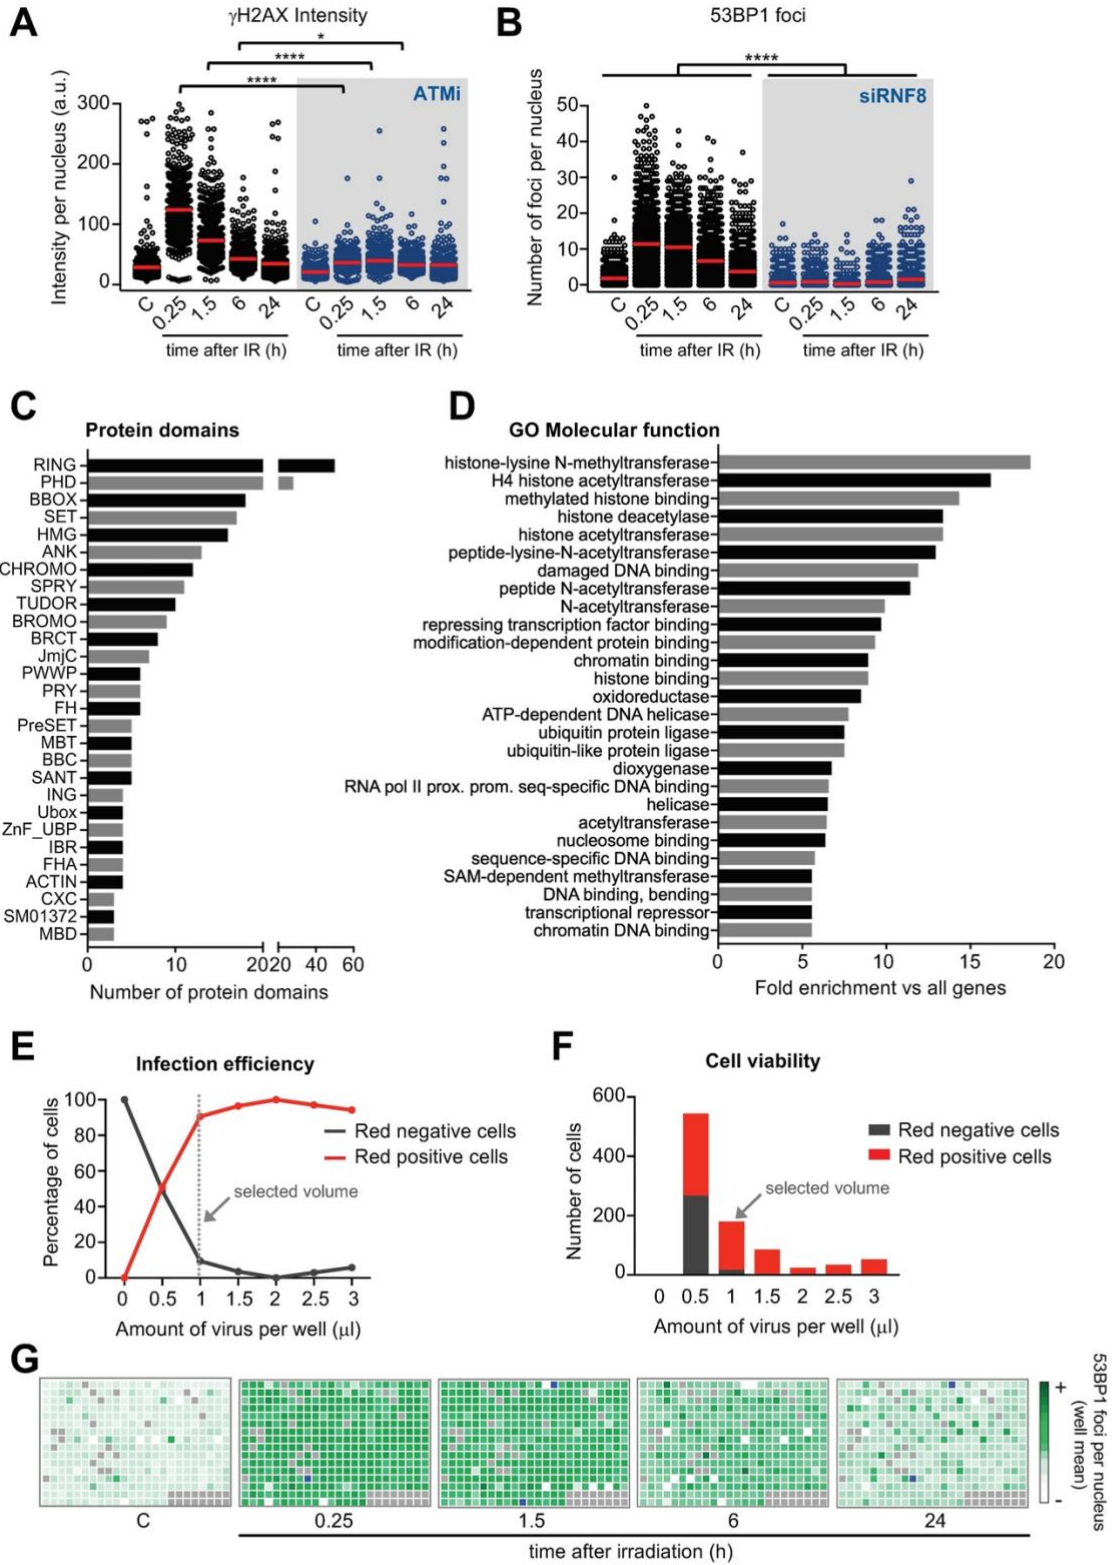 A
γH2AX Intensity
*
****
****
ATMi
Intensity per nucleus (a.u.)
300
200
100
0
C
0.25
1.5
6
24
C
0.25
1.5
6
24
time after IR (h)
time after IR (h)
B
53BP1 foci
****
siRNF8
Number of foci per nucleus
50
40
30
20
10
0
C
0.25
1.5
6
24
C
0.25
1.5
6
24
time after IR (h)
time after IR (h)
C
Protein domains
RING
PHD
BBOX
SET
HMG
ANK
CHROMO
SPRY
TUDOR
BROMO
BRCT
JmjC
PWWP
PRY
FH
PreSET
MBT
BBC
SANT
ING
Ubox
ZnF_UBP
IBR
FHA
ACTIN
CXC
SM01372
MBD
0 10 20 20 40 60
Number of protein domains
D
GO Molecular function
histone-lysine N-methyltransferase
H4 histone acetyltransferase
methylated histone binding
histone deacetylase
histone acetyltransferase
peptide-lysine-N-acetyltransferase
damaged DNA binding
peptide N-acetyltransferase
N-acetyltransferase
repressing transcription factor binding
modification-dependent protein binding
chromatin binding
histone binding
oxidoreductase
ATP-dependent DNA helicase
ubiquitin protein ligase
ubiquitin-like protein ligase
dioxygenase
RNA pol II prox. prom. seq-specific DNA binding
helicase
acetyltransferase
nucleosome binding
sequence-specific DNA binding
SAM-dependent methyltransferase
DNA binding, bending
transcriptional repressor
chromatin DNA binding
0 5 10 15 20
Fold enrichment vs all genes
E
Infection efficiency
Percentage of cells
100
80
60
40
20
0
Red negative cells
Red positive cells
selected volume
0 0.5 1 1.5 2 2.5 3
Amount of virus per well (µl)
F
Cell viability
Number of cells
600
400
200
0
Red negative cells
Red positive cells
selected volume
0 0.5 1 1.5 2 2.5 3
Amount of virus per well (µl)
G
C
0.25
1.5
6
24
time after irradiation (h)
+
-
53BP1 foci per nucleus
(well mean)